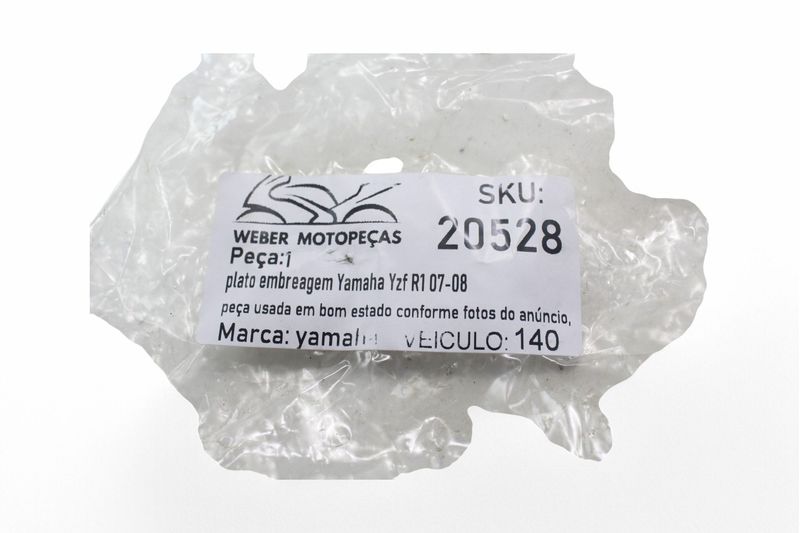 SKU:
20528
WEBER MOTOPEÇAS
Peça:
plato embreagem Yamaha Yzf R1 07-08
peça usada em bom estado conforme fotos do anúncio,
Marca: yamaha VEICULO: 140